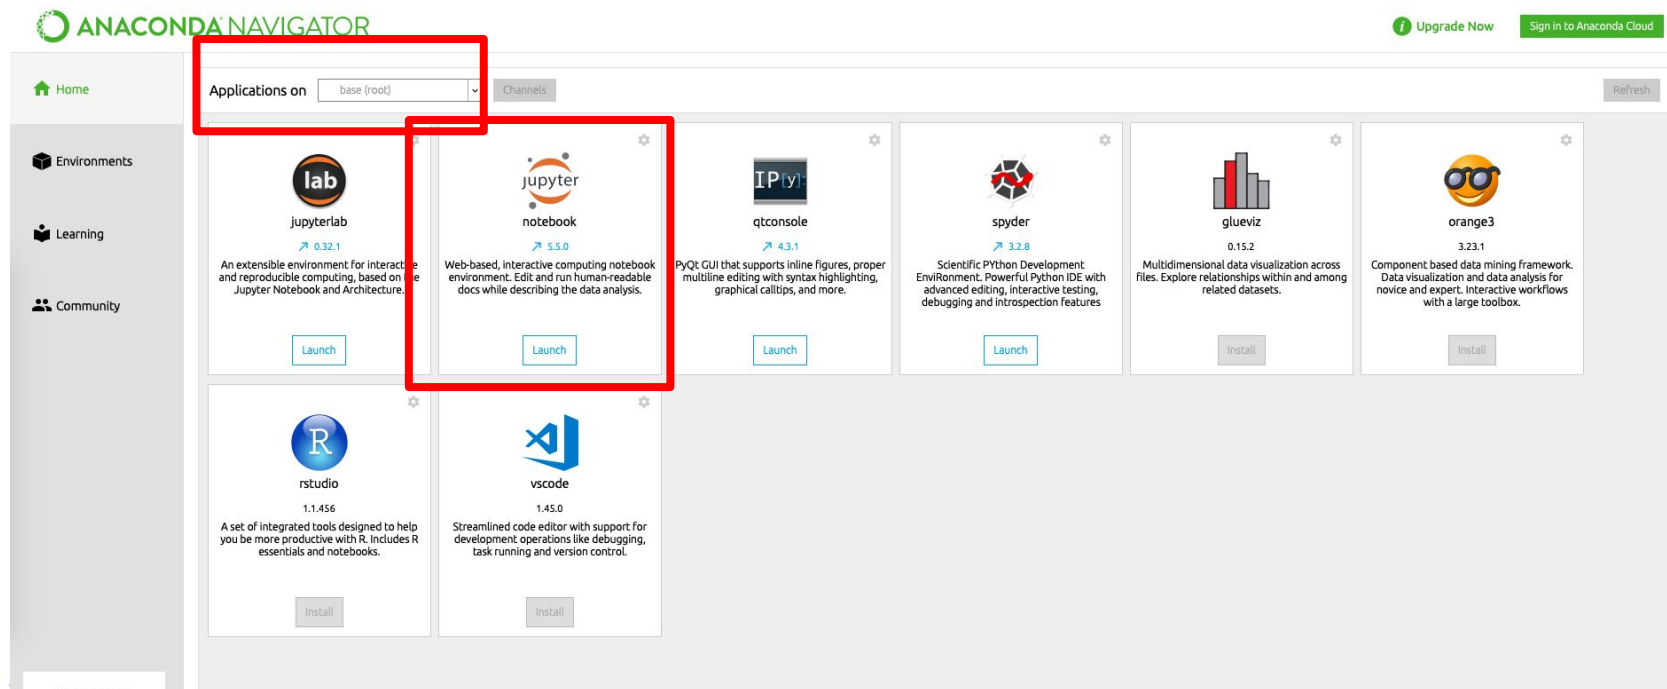 ANACONDA NAVIGATOR
Upgrade Now
Sign in to Anaconda Cloud
Home
Applications on
base (root)
Channels
Refresh
Environments
Learning
Community
lab
jupyterlab
0.32.1
An extensible environment for interactive
and reproducible computing, based on the
Jupyter Notebook and Architecture.
Launch
jupyter
notebook
5.5.0
Web-based, interactive computing notebook
environment. Edit and run human-readable
docs while describing the data analysis.
Launch
IP[y]:
qtconsole
4.3.1
PyQt GUI that supports inline figures, proper
multiline editing with syntax highlighting,
graphical calltips, and more.
Launch
spyder
3.2.8
Scientific PYthon Development
EnviRonment. Powerful Python IDE with
advanced editing, interactive testing,
debugging and introspection features
Launch
glueviz
0.15.2
Multidimensional data visualization across
files. Explore relationships within and among
related datasets.
Install
orange3
3.23.1
Component based data mining framework.
Data visualization and data analysis for
novice and expert. Interactive workflows
with a large toolbox.
Install
R
rstudio
1.1.456
A set of integrated tools designed to help
you be more productive with R. Includes R
essentials and notebooks.
Install
vscode
1.45.0
Streamlined code editor with support for
development operations like debugging,
task running and version control.
Install